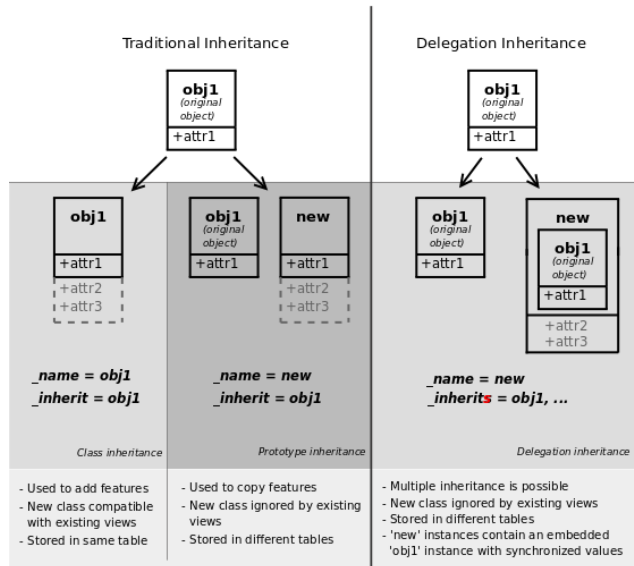 Traditional Inheritance
obj1
(original
object)
+attr1
obj1
+attr1
+attr2
+attr3
_name = obj1
_inherit = obj1
Class inheritance
obj1
(original
object)
+attr1
new
+attr1
+attr2
+attr3
_name = new
_inherit = obj1
Prototype inheritance
- Used to add features
- New class compatible
with existing views
- Stored in same table
- Used to copy features
- New class ignored by existing
views
- Stored in different tables
Delegation Inheritance
obj1
(original
object)
+attr1
obj1
(original
object)
+attr1
new
obj1
(original
object)
+attr1
+attr2
+attr3
_name = new
_inherits = obj1, ...
Delegation inheritance
- Multiple inheritance is possible
- New class ignored by existing views
- Stored in different tables
- 'new' instances contain an embedded
'obj1' instance with synchronized values